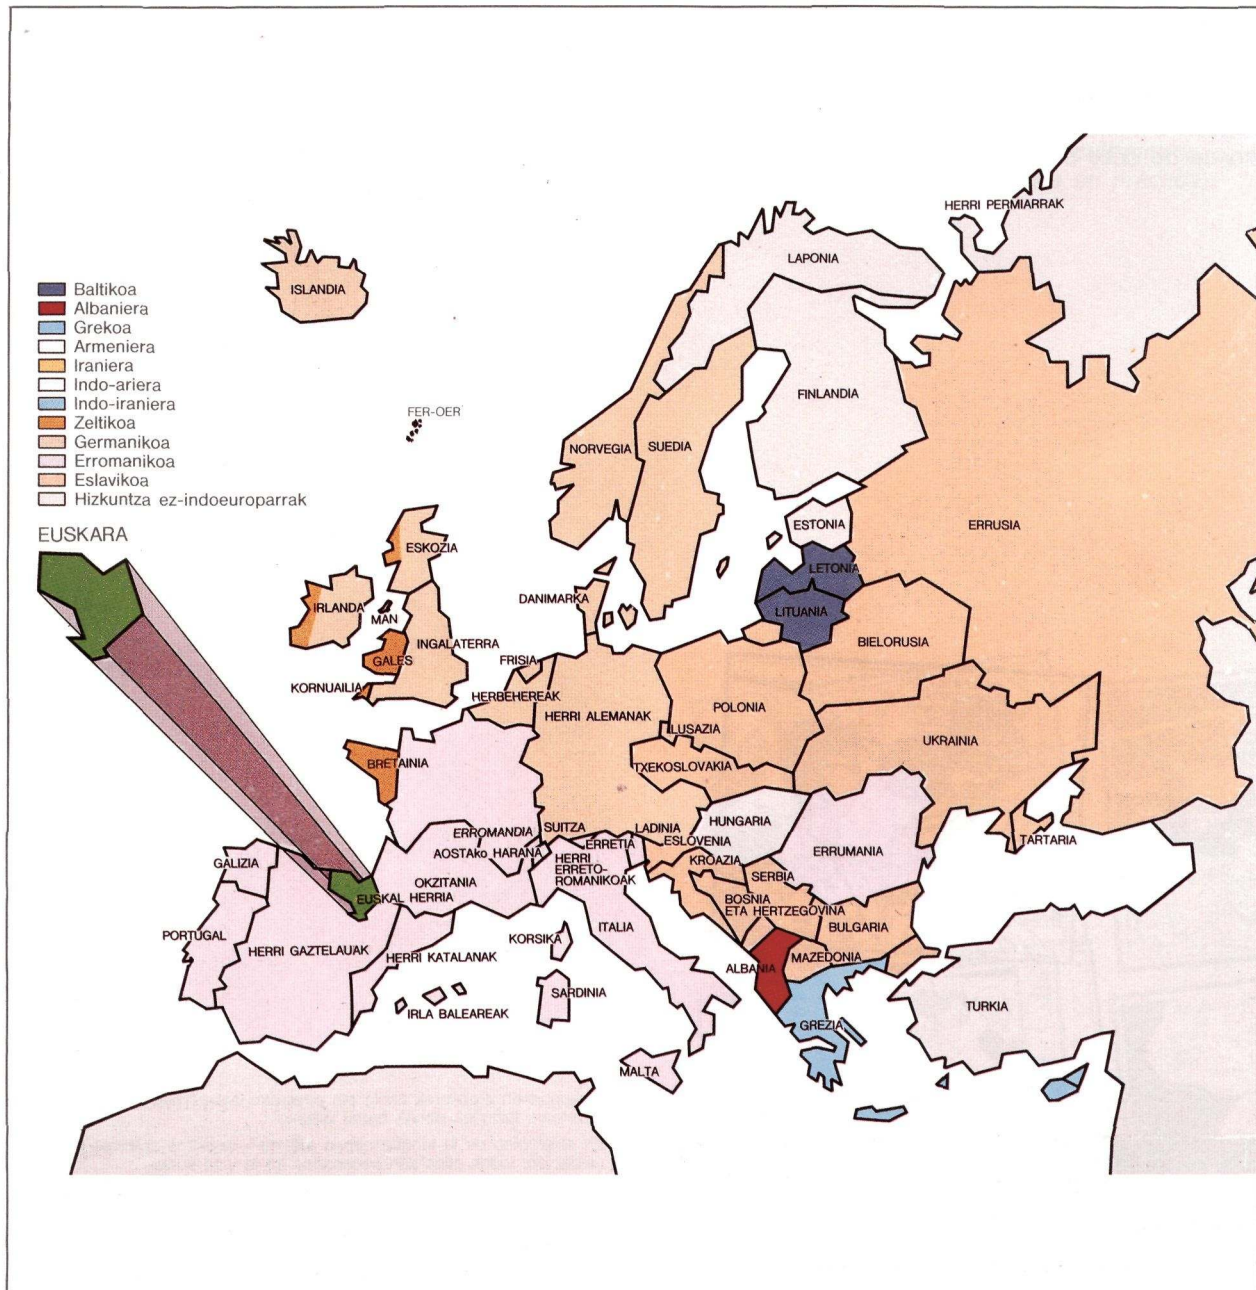 HERRI PERMIARRAK
LAPONIA
ISLANDIA
Baltikoa
Albaniera
Grekoa
Armeniera
Iraniera
Indo-ariera
Indo-iraniera
Zeltikoa
Germanikoa
Erromanikoa
Eslavikoa
Hizkuntza ez-indoeuroparrak
EUSKARA
FER-OER
FINLANDIA
NORVEGIA
SUEDIA
ESTONIA
ERRUSIA
ESKOZIA
LETONIA
DANIMARKA
IRLANDA
MAN
LITUANIA
INGALATERRA
BIELORUSIA
GALES
FRISIA
KORNUAILIA
HERBEHEREAK
HERRI ALEMANAK
POLONIA
LUSAZIA
UKRAINIA
BRETAINIA
TXEKOSLOVAKIA
HUNGARIA
ERROMANDIA
SUITZA
LADINIA
ESLOVENIA
TARTARIA
AOSTAko HARANA
ERRETIA
HERRI
ERRETO-
ROMANIKOAK
KROAZIA
ERRUMANIA
GALIZIA
OKZITANIA
SERBIA
EUSKAL HERRIA
BOSNIA
ETA HERTZEGOVINA
ITALIA
BULGARIA
PORTUGAL
KORSIKA
HERRI GAZTELAUAK
HERRI KATALANAK
MAZEDONIA
ALBANIA
SARDINIA
IRLA BALEAREAK
TURKIA
GREZIA
MALTA